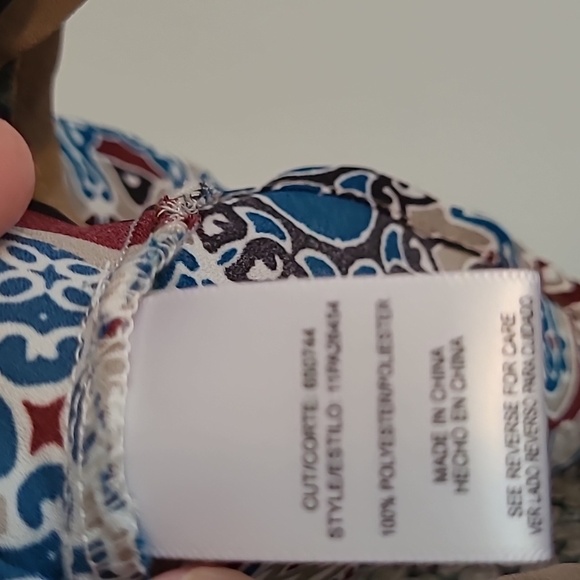 CUT/CORTE 650744
STYLE/ESTILO 11PA26454
100% POLYESTER/POLIESTER
MADE IN CHINA
HECHO EN CHINA
SEE REVERSE FOR CARE
VER LADO REVERSO PARA CUIDADO